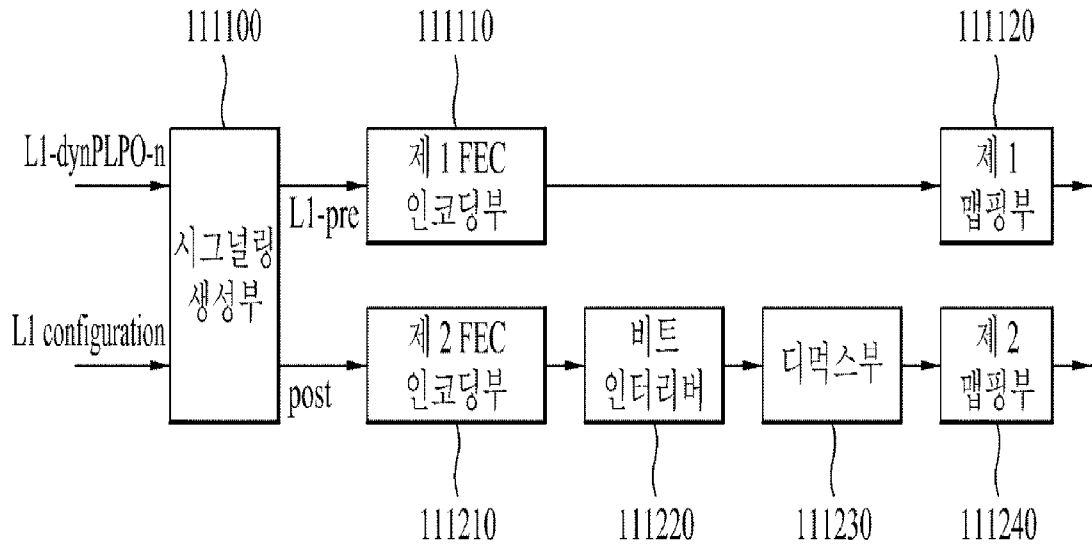 111100
111110
111120
L1-dynPLPO-n
L1-pre
제 1 FEC
인코딩부
제 1
맵핑부
시그널링
생성부
L1 configuration
post
제 2 FEC
인코딩부
비트
인터리버
디먹스부
제 2
맵핑부
111210
111220
111230
111240